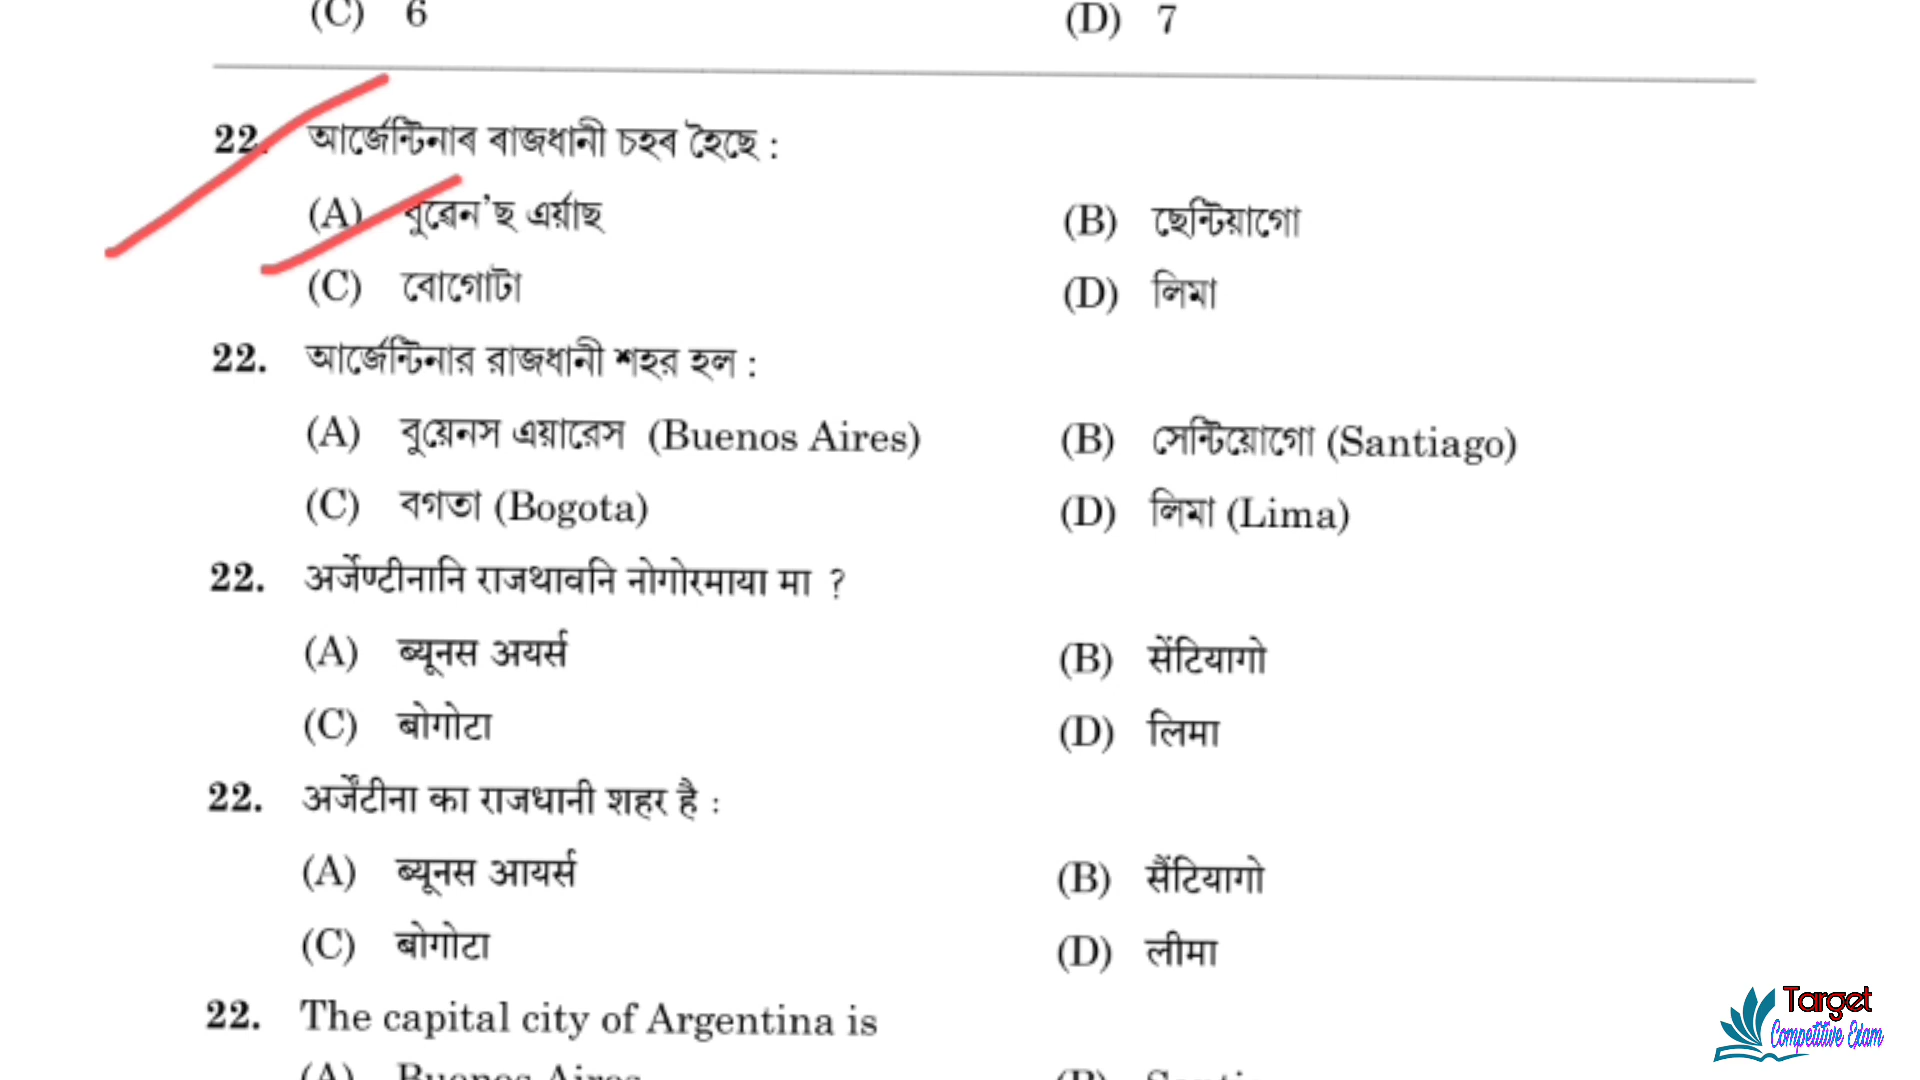 (C) 6 (D) 7
22. আৰ্জেন্টিনাৰ ৰাজধানী চহৰ হৈছে :
(A) বুৱেন'ছ এৰ্য়াছ (B) ছেন্টিয়াগো
(C) বোগোটা (D) লিমা
22. আর্জেন্টিনার রাজধানী শহর হল :
(A) বুয়েনস এয়ারেস (Buenos Aires) (B) সেন্টিয়োগো (Santiago)
(C) বগতা (Bogota) (D) লিমা (Lima)
22. अर्जेण्टीनानि राजथावनि नोगोरमाया मा ?
(A) ब्यूनस अयर्स (B) सेंटियागो
(C) बोगोटा (D) लिमा
22. अर्जेंटीना का राजधानी शहर है :
(A) ब्यूनस आयर्स (B) सैंटियागो
(C) बोगोटा (D) लीमा
22. The capital city of Argentina is
(A) Buenos Aires (B)
Target
Competitive Exam